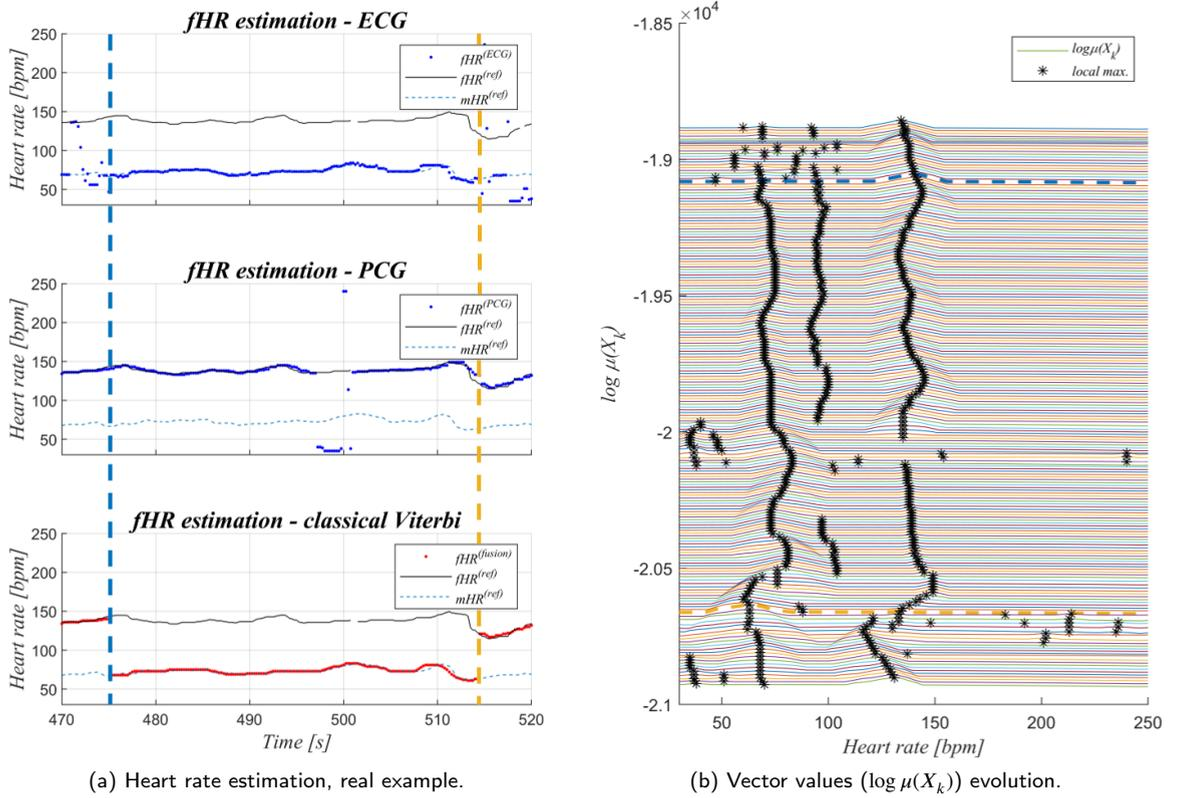 fHR estimation - ECG
250
200
150
100
50
Heart rate [bpm]
fHR(ECG)
fHR(ref)
mHR(ref)
fHR estimation - PCG
250
200
150
100
50
Heart rate [bpm]
fHR(PCG)
fHR(ref)
mHR(ref)
fHR estimation - classical Viterbi
250
200
150
100
50
Heart rate [bpm]
fHR(fusion)
fHR(ref)
mHR(ref)
470 480 490 500 510 520
Time [s]
(a) Heart rate estimation, real example.
×10⁴
-1.85
-1.9
-1.95
-2
-2.05
-2.1
log μ(Xₖ)
logμ(Xₖ)
local max.
50 100 150 200 250
Heart rate [bpm]
(b) Vector values (log μ(Xₖ)) evolution.